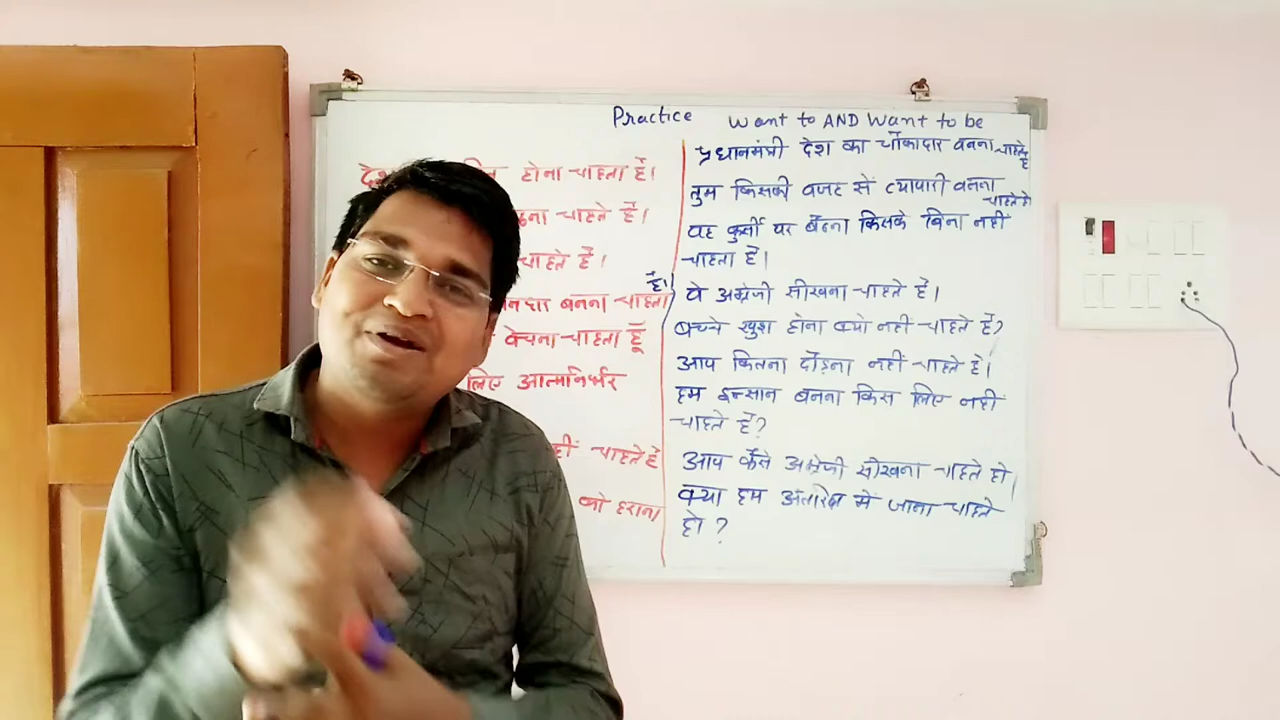 Practice Want to AND Want to be
होना चाहता है।
चाहते है।
चाहते है।
बनना चाहता है।
बेचना चाहता हूँ
लिए आत्मनिर्भर
चाहते है
को हराना
प्रधानमंत्री देश का चौकादार बनना चाहते है
तुम किसकी वजह से व्यापारी बनना चाहते हो
वह कुर्सी पर बैठना किसके बिना नहीं
चाहता है।
वे अंग्रेजी सीखना चाहते है।
बच्चे खुश होना क्यो नहीं चाहते है?
आप कितना दौड़ना नहीं चाहते है।
हम इन्सान बनना किस लिए नहीं
चाहते है?
आप कैसे अंग्रेजी सीखना चाहते हो।
क्या हम अंतरिक्ष मे जाना चाहते
हो ?